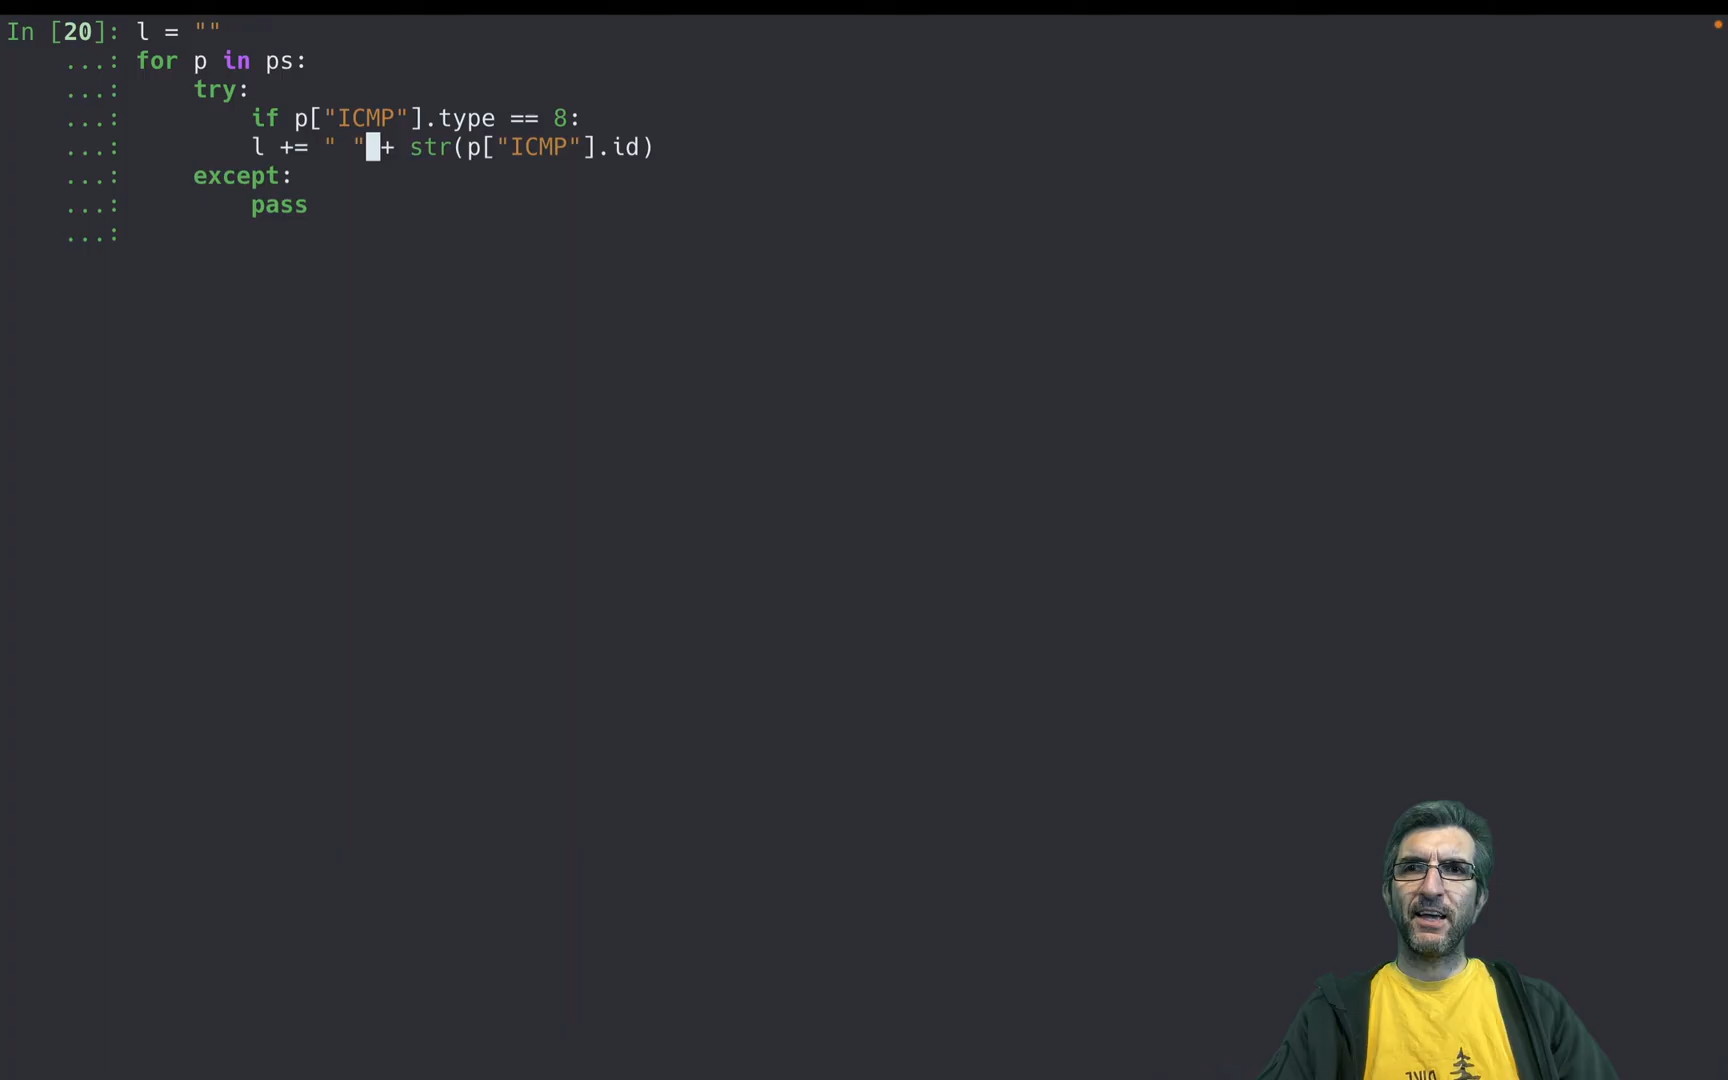 In [20]: l = ""
...: for p in ps:
...:     try:
...:         if p["ICMP"].type == 8:
...:         l += " "+ str(p["ICMP"].id)
...:     except:
...:         pass
...: